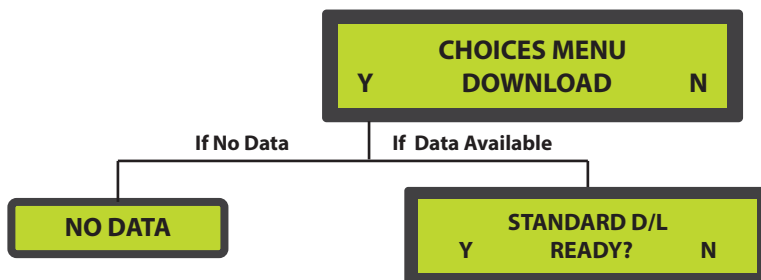 CHOICES MENU
Y DOWNLOAD N
If No Data If Data Available
NO DATA
STANDARD D/L
Y READY? N